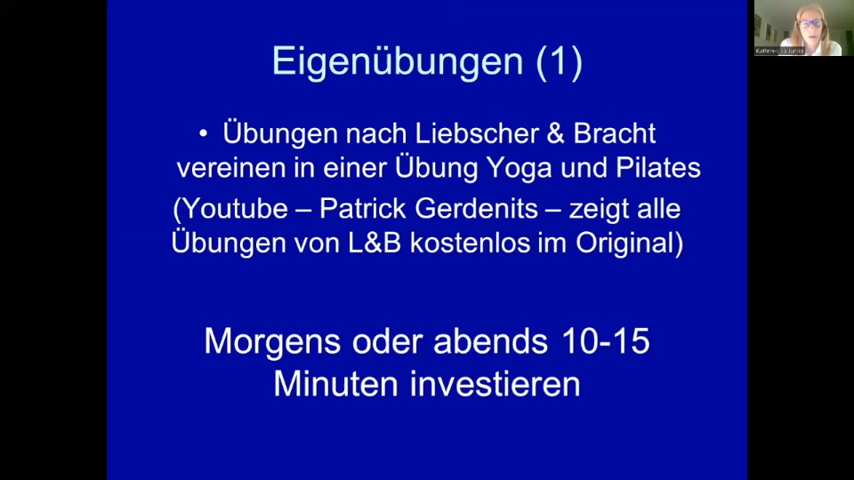 Eigenübungen (1)
• Übungen nach Liebscher & Bracht
vereinen in einer Übung Yoga und Pilates
(Youtube – Patrick Gerdenits – zeigt alle
Übungen von L&B kostenlos im Original)
Morgens oder abends 10-15
Minuten investieren